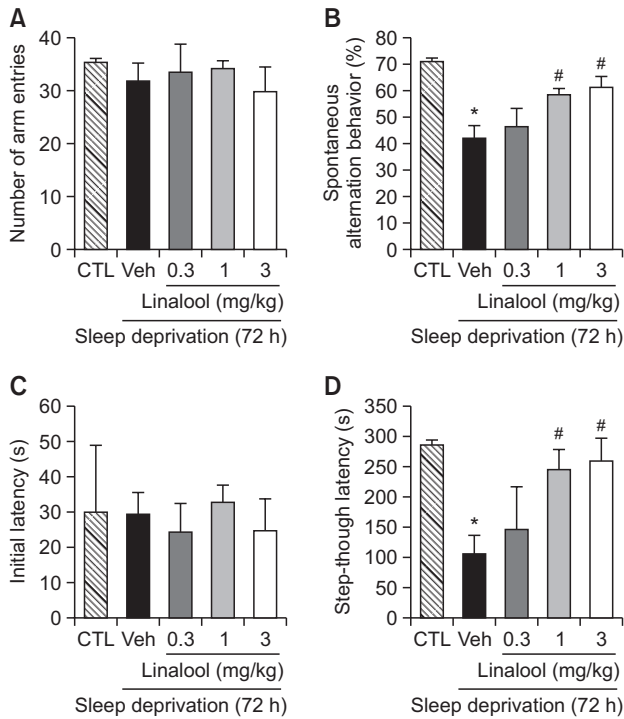 A
Number of arm entries
40
30
20
10
0
CTL Veh 0.3 1 3
Linalool (mg/kg)
Sleep deprivation (72 h)
B
Spontaneous
alternation behavior (%)
80
70
60
50
40
30
20
10
0
*
#
#
CTL Veh 0.3 1 3
Linalool (mg/kg)
Sleep deprivation (72 h)
C
Initial latency (s)
60
50
40
30
20
10
0
CTL Veh 0.3 1 3
Linalool (mg/kg)
Sleep deprivation (72 h)
D
Step-though latency (s)
350
300
250
200
150
100
50
0
*
#
#
CTL Veh 0.3 1 3
Linalool (mg/kg)
Sleep deprivation (72 h)